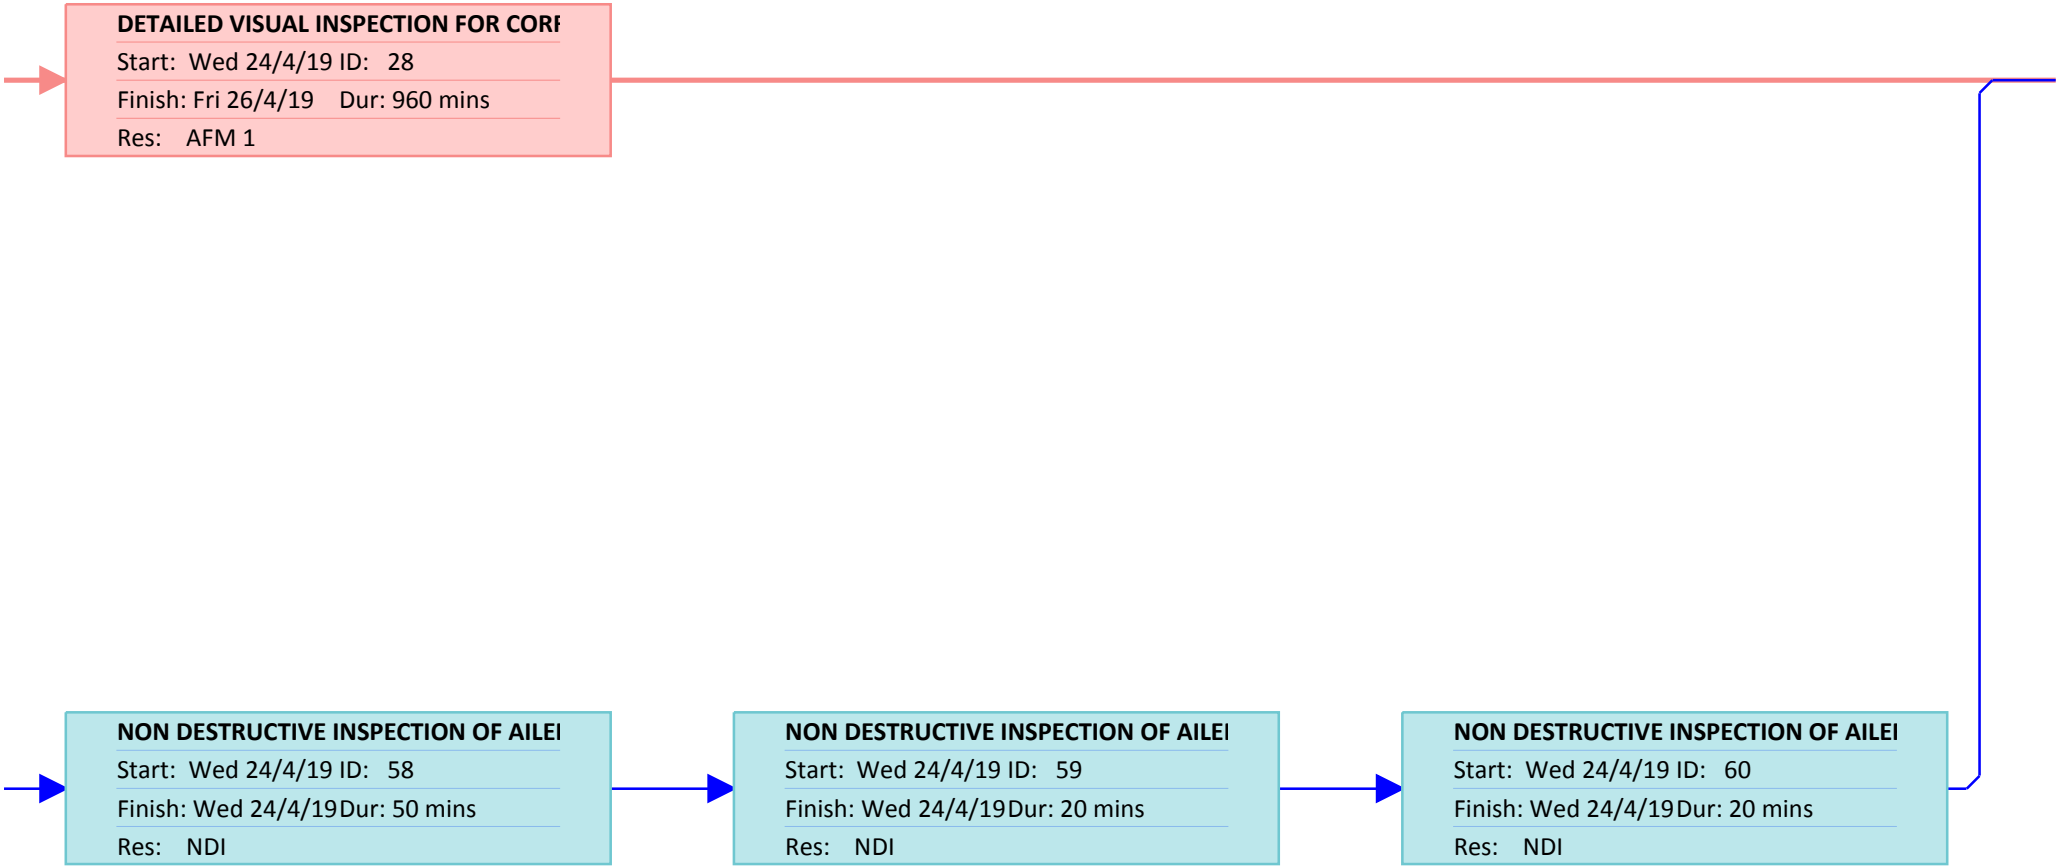 DETAILED VISUAL INSPECTION FOR
Start: Wed 24/4/19 ID: 28
Finish: Fri 26/4/19 Dur: 960 mins
Res: AFM 1
NON DESTRUCTIVE INSPECTION OF
Start: Wed 24/4/19 ID: 58
Finish: Wed 24/4/19 Dur: 50 mins
Res: NDI
NON DESTRUCTIVE INSPECTION OF
Start: Wed 24/4/19 ID: 59
Finish: Wed 24/4/19 Dur: 20 mins
Res: NDI
NON DESTRUCTIVE INSPECTION OF
Start: Wed 24/4/19 ID: 60
Finish: Wed 24/4/19 Dur: 20 mins
Res: NDI